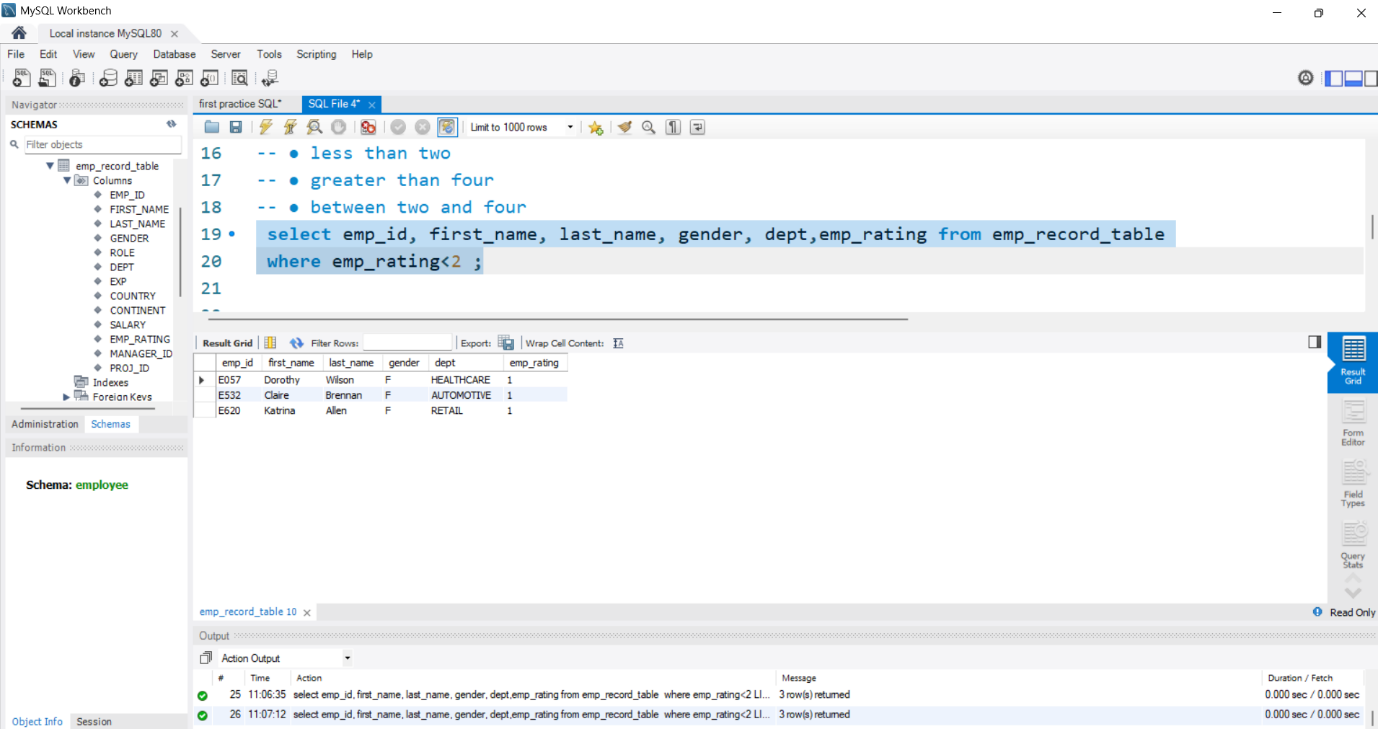 MySQL Workbench
Local instance MySQL80
File Edit View Query Database Server Tools Scripting Help
Navigator
SCHEMAS
Filter objects
emp_record_table
Columns
EMP_ID
FIRST_NAME
LAST_NAME
GENDER
ROLE
DEPT
EXP
COUNTRY
CONTINENT
SALARY
EMP_RATING
MANAGER_ID
PROJ_ID
Indexes
Foreign Keys
Administration Schemas
Information
Schema: employee
Object Info Session
first practice SQL* SQL File 4*
Limit to 1000 rows
16 -- ● less than two
17 -- ● greater than four
18 -- ● between two and four
19 select emp_id, first_name, last_name, gender, dept,emp_rating from emp_record_table
20 where emp_rating<2 ;
21
Result Grid Filter Rows: Export: Wrap Cell Content:
emp_id first_name last_name gender dept emp_rating
E057 Dorothy Wilson F HEALTHCARE 1
E532 Claire Brennan F AUTOMOTIVE 1
E620 Katrina Allen F RETAIL 1
Result
Grid
Form
Editor
Field
Types
Query
Stats
emp_record_table 10
Read Only
Output
Action Output
# Time Action Message Duration / Fetch
25 11:06:35 select emp_id, first_name, last_name, gender, dept,emp_rating from emp_record_table where emp_rating<2 LI... 3 row(s) returned 0.000 sec / 0.000 sec
26 11:07:12 select emp_id, first_name, last_name, gender, dept,emp_rating from emp_record_table where emp_rating<2 LI... 3 row(s) returned 0.000 sec / 0.000 sec